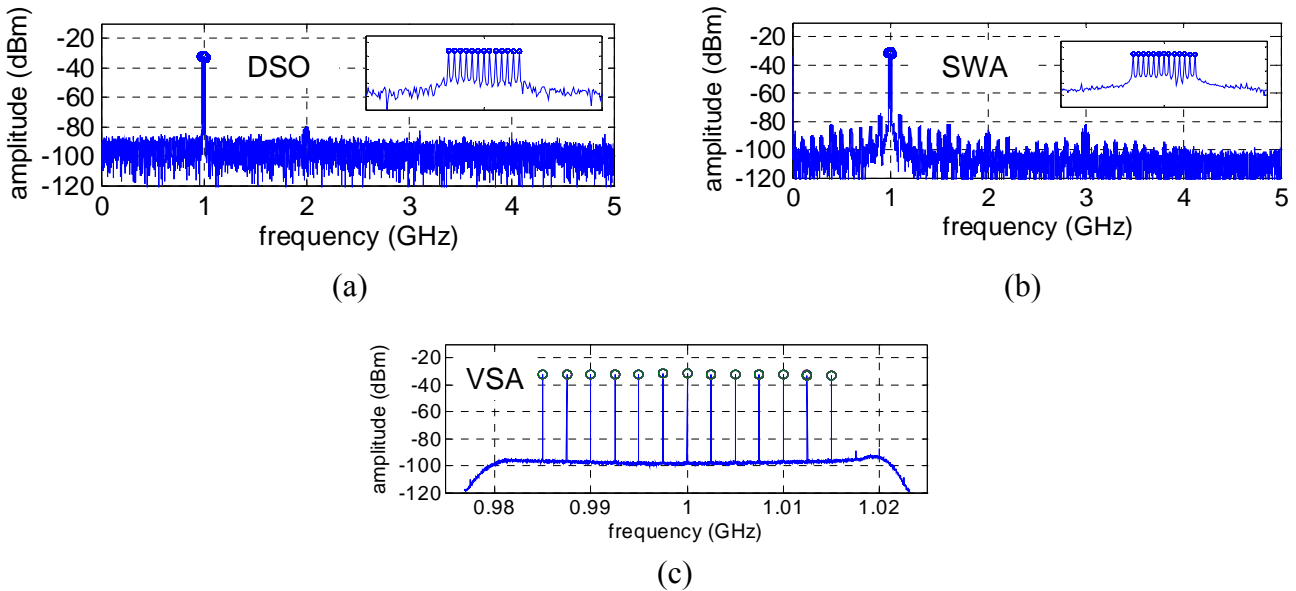 amplitude (dBm)
-20
-40
-60
-80
-100
-120
DSO
0 1 2 3 4 5
frequency (GHz)
(a)
amplitude (dBm)
-20
-40
-60
-80
-100
-120
SWA
0 1 2 3 4 5
frequency (GHz)
(b)
amplitude (dBm)
-20
-40
-60
-80
-100
-120
VSA
0.98 0.99 1 1.01 1.02
frequency (GHz)
(c)